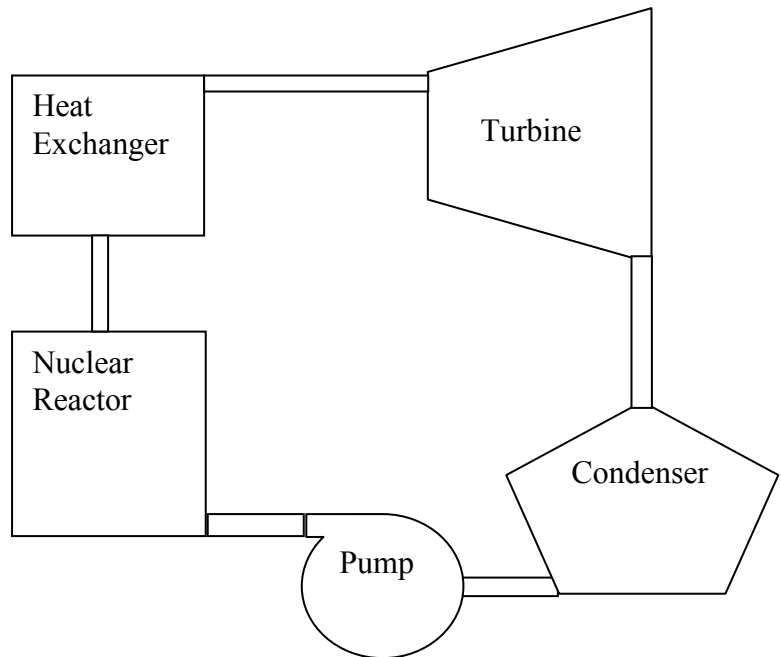 Heat
Exchanger
Turbine
Nuclear
Reactor
Condenser
Pump